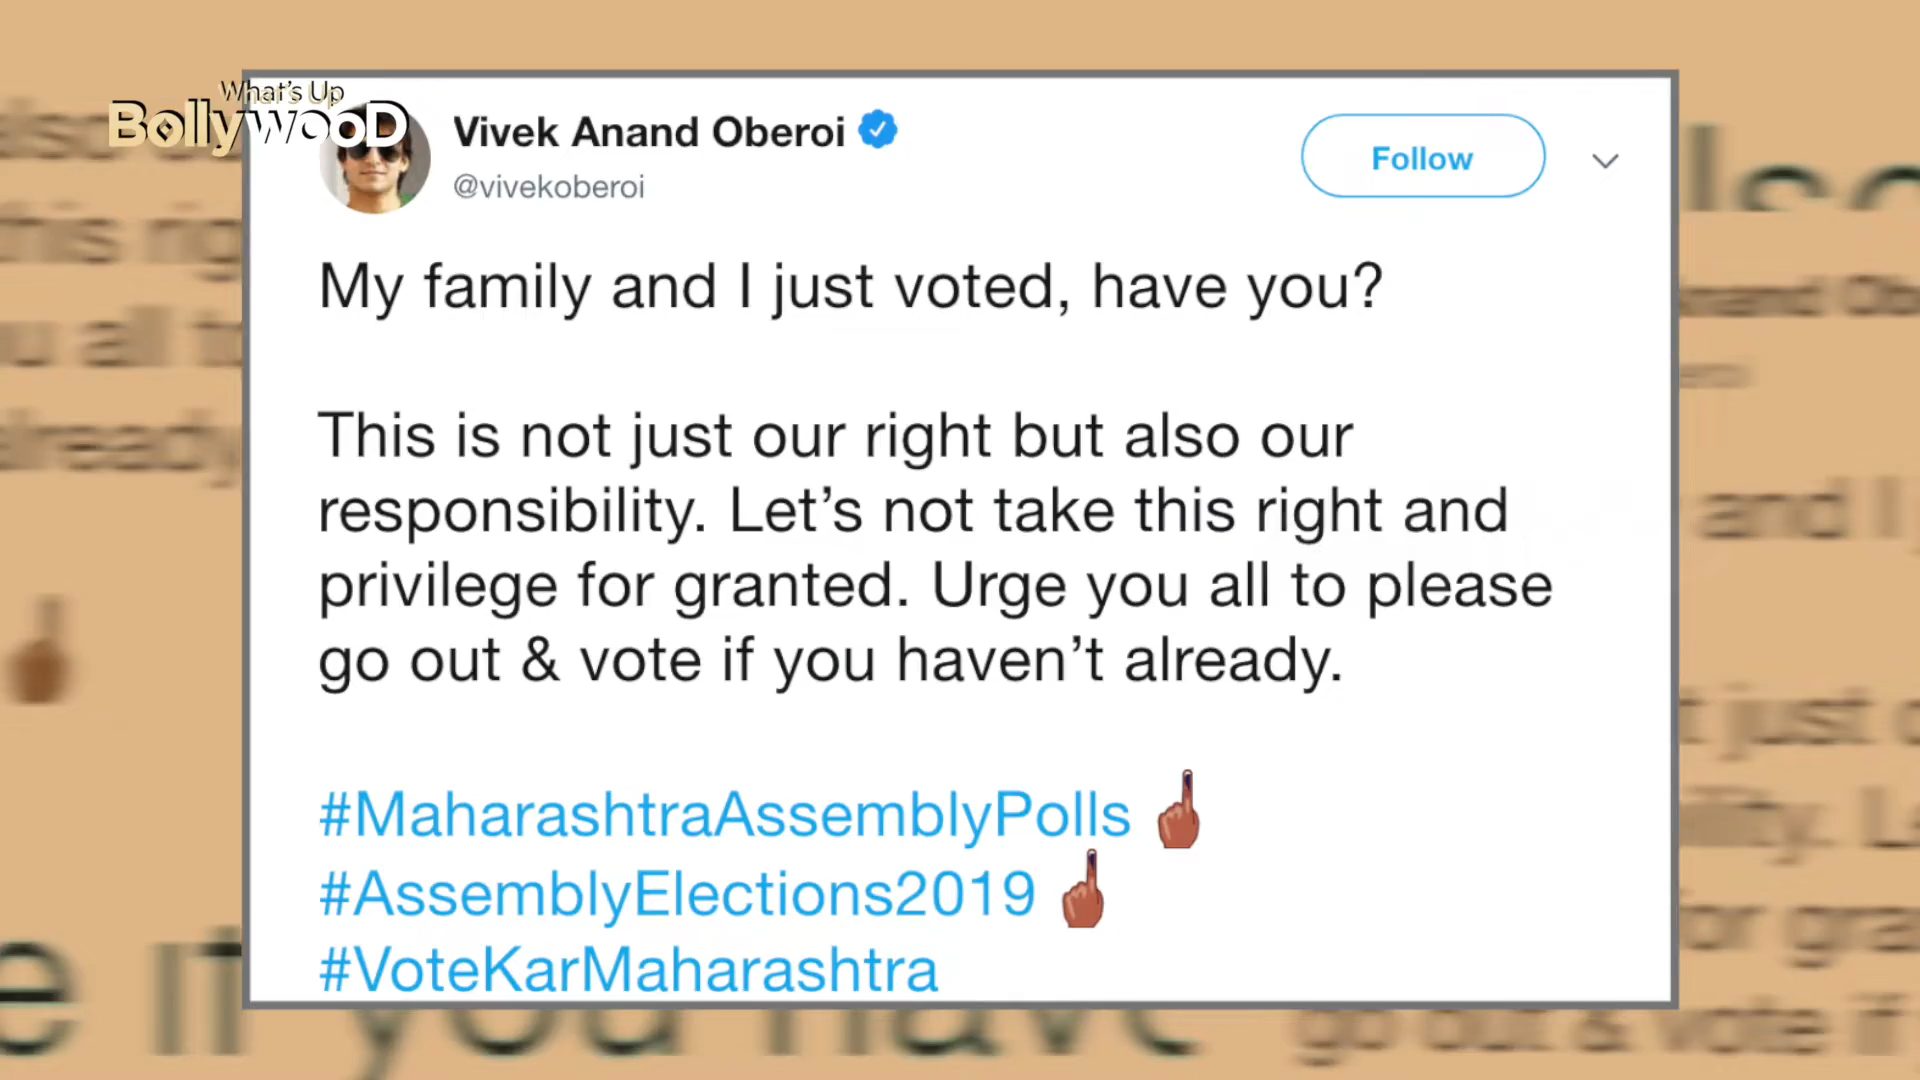 What's Up
BollywooD
Vivek Anand Oberoi
@vivekoberoi
Follow
My family and I just voted, have you?
This is not just our right but also our
responsibility. Let’s not take this right and
privilege for granted. Urge you all to please
go out & vote if you haven’t already.
#MaharashtraAssemblyPolls
#AssemblyElections2019
#VoteKarMaharashtra